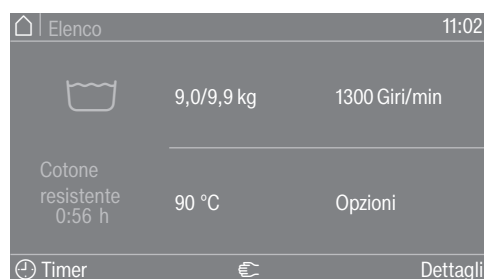 Elenco 11:02
9,0/9,9 kg 1300 Giri/min
Cotone
resistente
0:56 h
90 °C Opzioni
Timer Dettagli